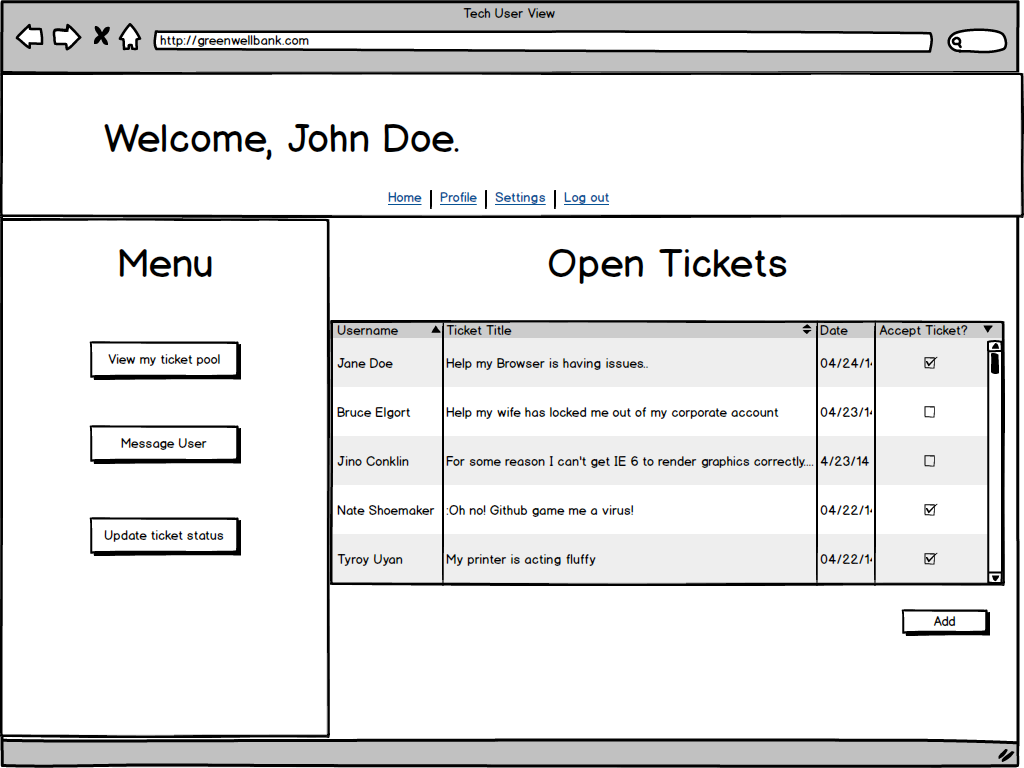 Tech User View
http://greenwellbank.com
Welcome, John Doe.
Home | Profile | Settings | Log out
Menu
View my ticket pool
Message User
Update ticket status
Open Tickets
Username Ticket Title Date Accept Ticket?
Jane Doe Help my Browser is having issues.. 04/24/14
Bruce Elgort Help my wife has locked me out of my corporate account 04/23/14
Jino Conklin For some reason I can't get IE 6 to render graphics correctly.... 4/23/14
Nate Shoemaker :Oh no! Github game me a virus! 04/22/14
Tyroy Uyan My printer is acting fluffy 04/22/14
Add